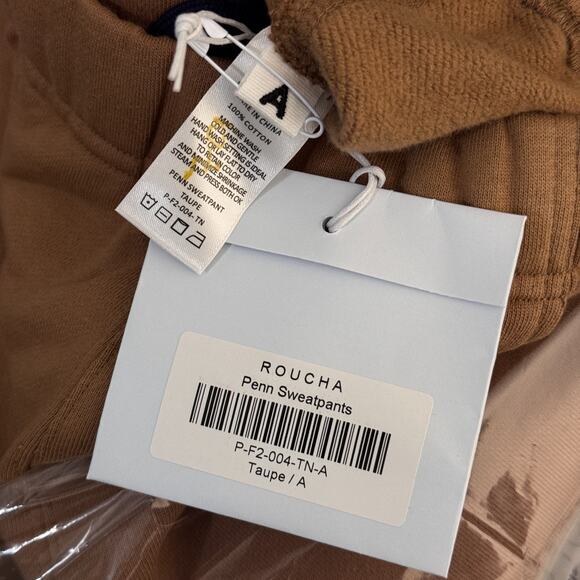 A
MADE IN CHINA
100% COTTON
MACHINE WASH
COLD AND GENTLE
HAND WASH SETTING IS IDEAL
HANG OR LAY FLAT TO DRY
TO RETAIN COLOR
AND MINIMIZE SHRINKAGE
STEAM AND PRESS BOTH OK
PENN SWEATPANT
TAUPE
P-F2-004-TN
ROUCHA
Penn Sweatpants
P-F2-004-TN-A
Taupe / A